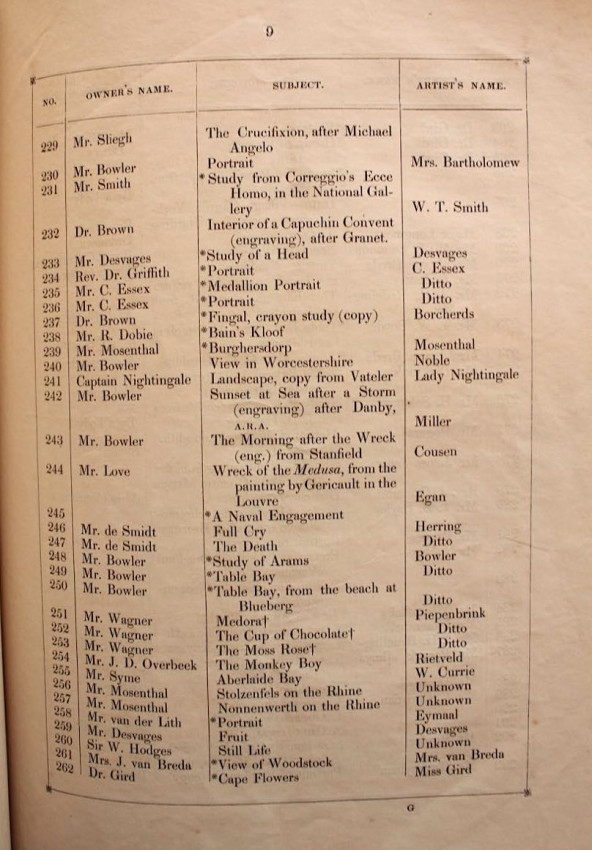 9
NO. OWNER'S NAME. SUBJECT. ARTIST'S NAME.
229 Mr. Sliegh The Crucifixion, after Michael
Angelo
230 Mr. Bowler Portrait Mrs. Bartholomew
231 Mr. Smith *Study from Correggio's Ecce
Homo, in the National Gal-
lery W. T. Smith
232 Dr. Brown Interior of a Capuchin Convent
(engraving), after Granet.
233 Mr. Desvages *Study of a Head Desvages
234 Rev. Dr. Griffith *Portrait C. Essex
235 Mr. C. Essex *Medallion Portrait Ditto
236 Mr. C. Essex *Portrait Ditto
237 Dr. Brown *Fingal, crayon study (copy) Borcherds
238 Mr. R. Dobie *Bain's Kloof
239 Mr. Mosenthal *Burghersdorp Mosenthal
240 Mr. Bowler View in Worcestershire Noble
241 Captain Nightingale Landscape, copy from Vateler Lady Nightingale
242 Mr. Bowler Sunset at Sea after a Storm
(engraving) after Danby,
A.R.A. Miller
243 Mr. Bowler The Morning after the Wreck
(eng.) from Stanfield Cousen
244 Mr. Love Wreck of the Medusa, from the
painting by Gericault in the
Louvre Egan
245 *A Naval Engagement
246 Mr. de Smidt Full Cry Herring
247 Mr. de Smidt The Death Ditto
248 Mr. Bowler *Study of Arams Bowler
249 Mr. Bowler *Table Bay Ditto
250 Mr. Bowler *Table Bay, from the beach at
Blueberg Ditto
251 Mr. Wagner Medora† Piepenbrink
252 Mr. Wagner The Cup of Chocolate† Ditto
253 Mr. Wagner The Moss Rose† Ditto
254 Mr. J. D. Overbeek The Monkey Boy Rietveld
255 Mr. Syme Aberlaide Bay W. Currie
256 Mr. Mosenthal Stolzenfels on the Rhine Unknown
257 Mr. Mosenthal Nonnenwerth on the Rhine Unknown
258 Mr. van der Lith *Portrait Eymaal
259 Mr. Desvages Fruit Desvages
260 Sir W. Hodges Still Life Unknown
261 Mrs. J. van Breda *View of Woodstock Mrs. van Breda
262 Dr. Gird *Cape Flowers Miss Gird
G